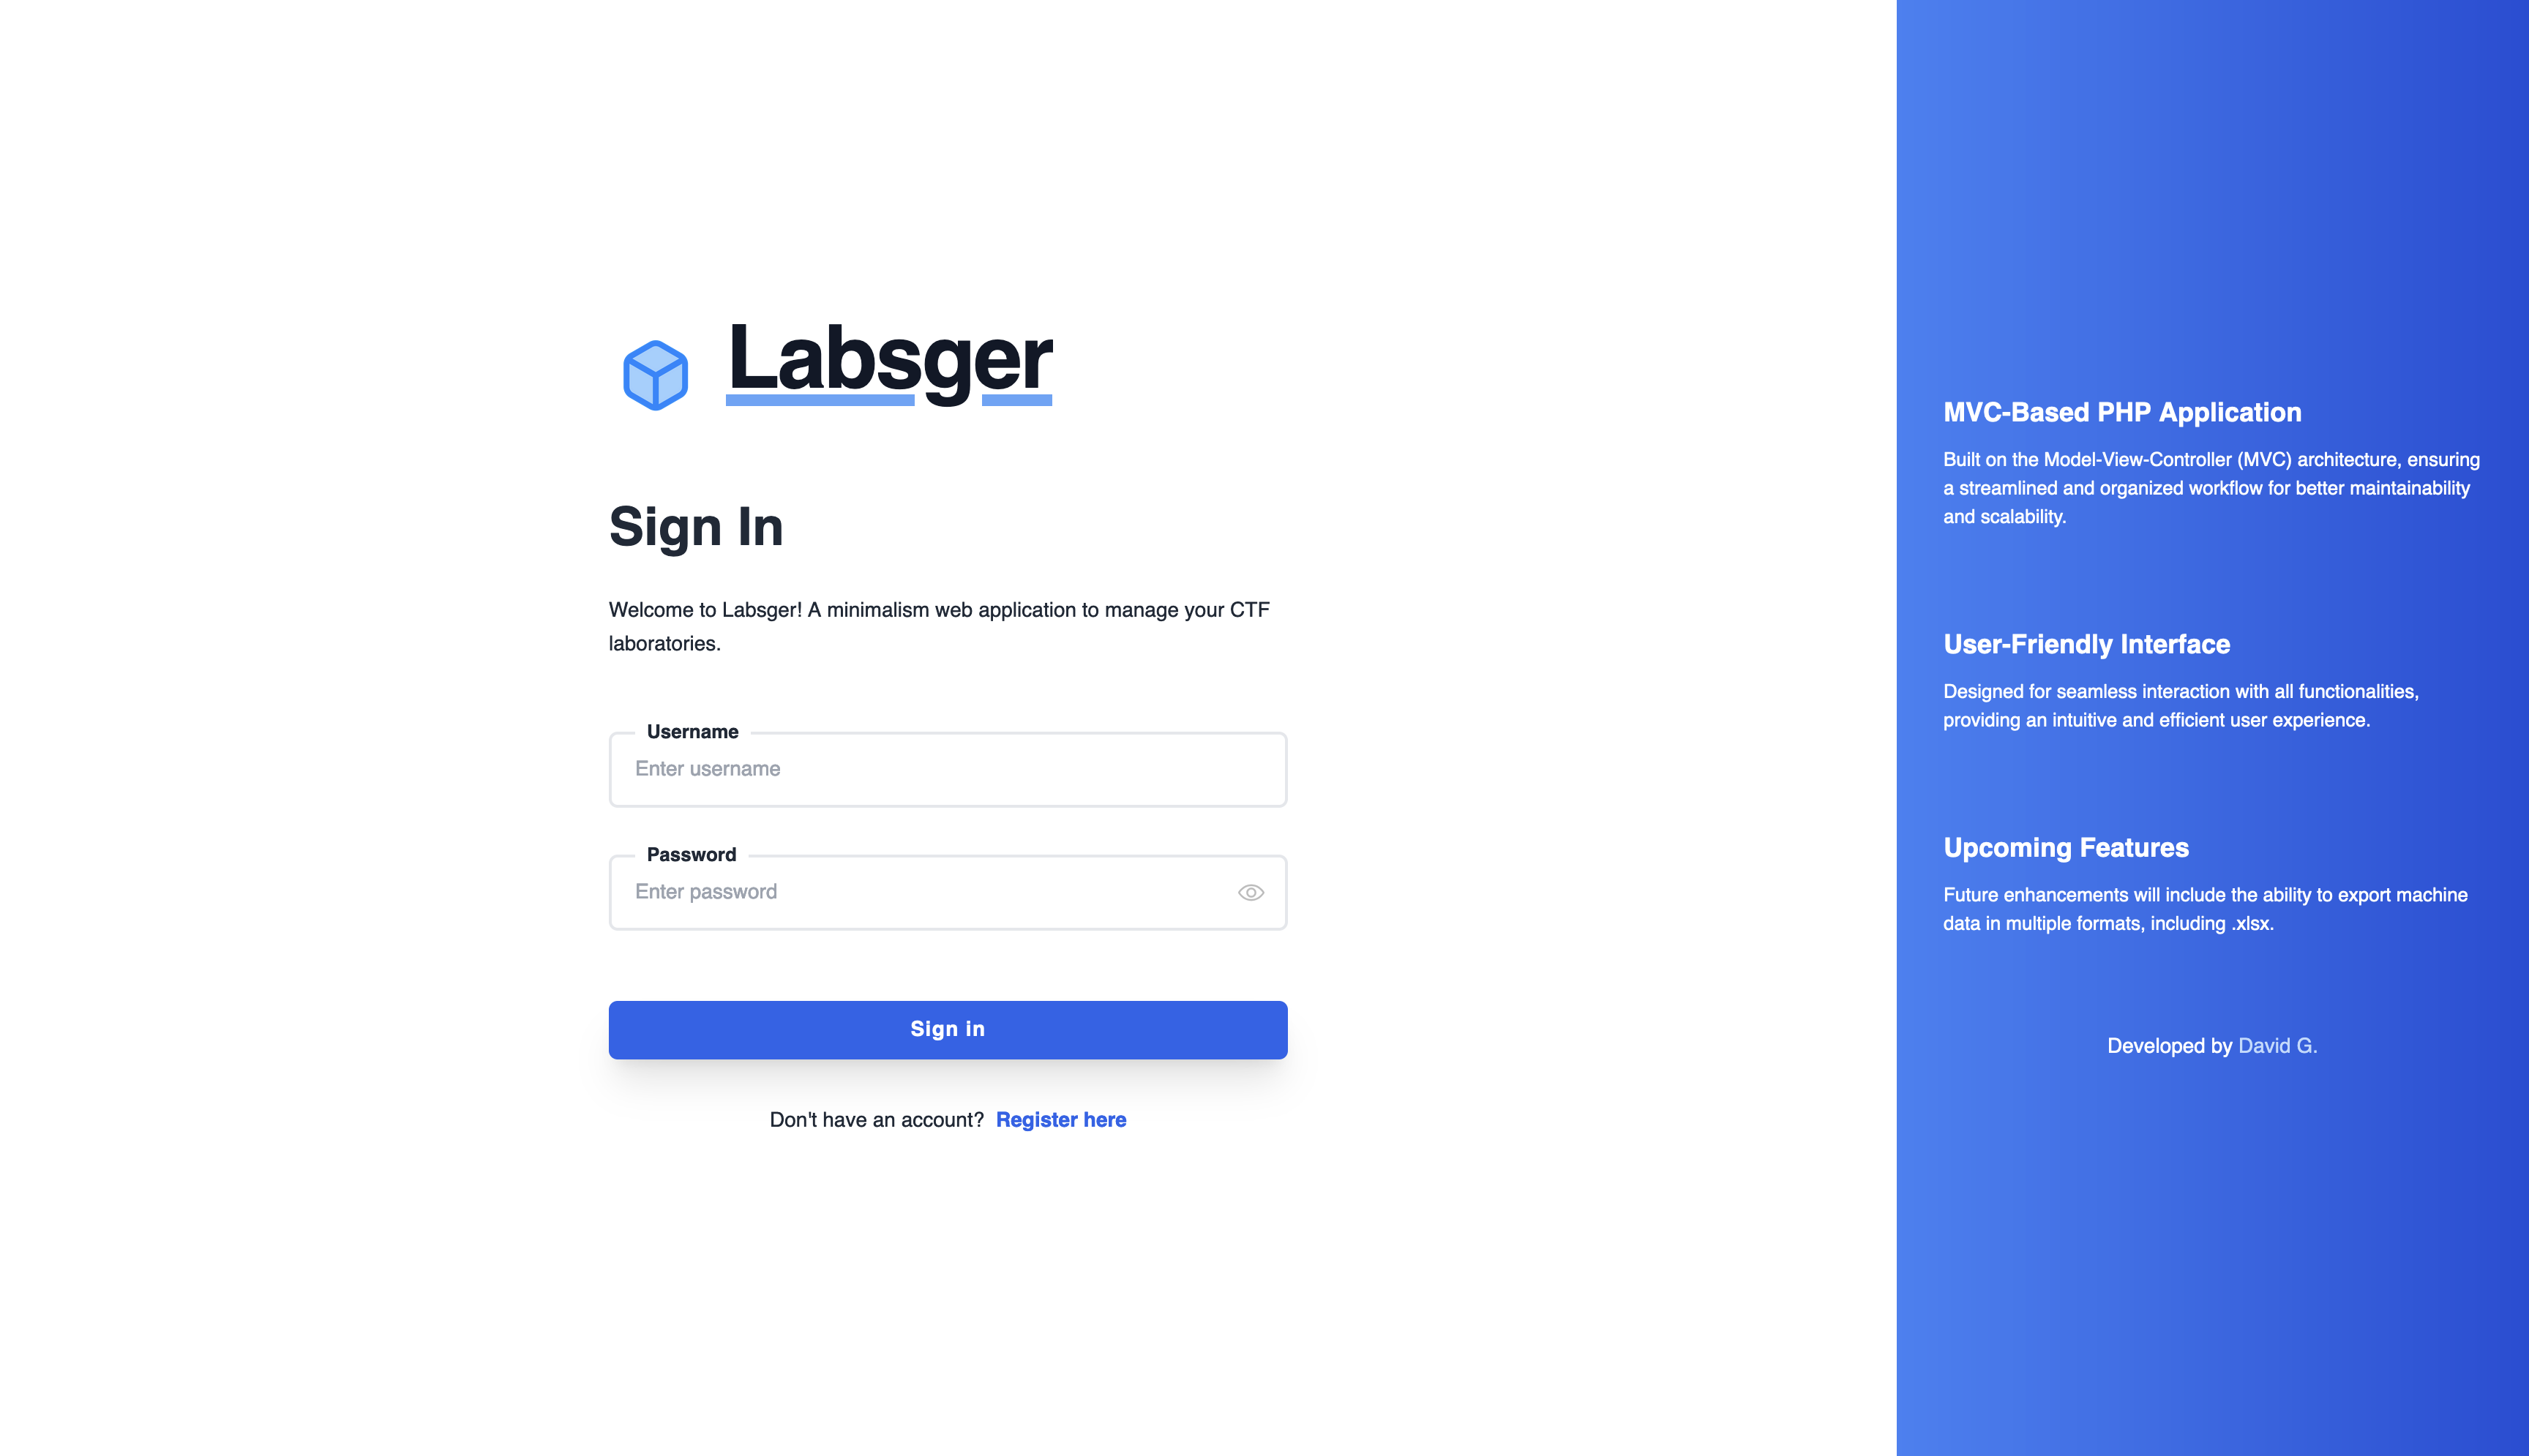 Labsger
Sign In
Welcome to Labsger! A minimalism web application to manage your CTF
laboratories.
Username
Enter username
Password
Enter password
Sign in
Don't have an account? Register here
MVC-Based PHP Application
Built on the Model-View-Controller (MVC) architecture, ensuring
a streamlined and organized workflow for better maintainability
and scalability.
User-Friendly Interface
Designed for seamless interaction with all functionalities,
providing an intuitive and efficient user experience.
Upcoming Features
Future enhancements will include the ability to export machine
data in multiple formats, including .xlsx.
Developed by David G.